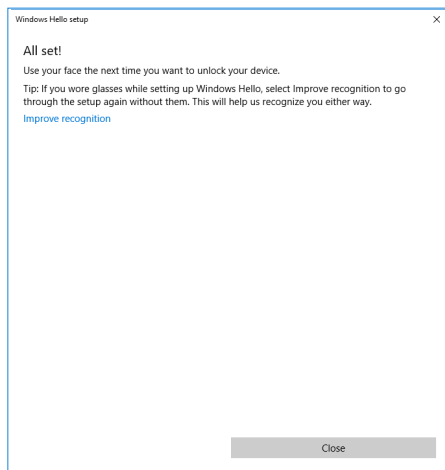 Windows Hello setup
All set!
Use your face the next time you want to unlock your device.
Tip: If you wore glasses while setting up Windows Hello, select Improve recognition to go
through the setup again without them. This will help us recognize you either way.
Improve recognition
Close